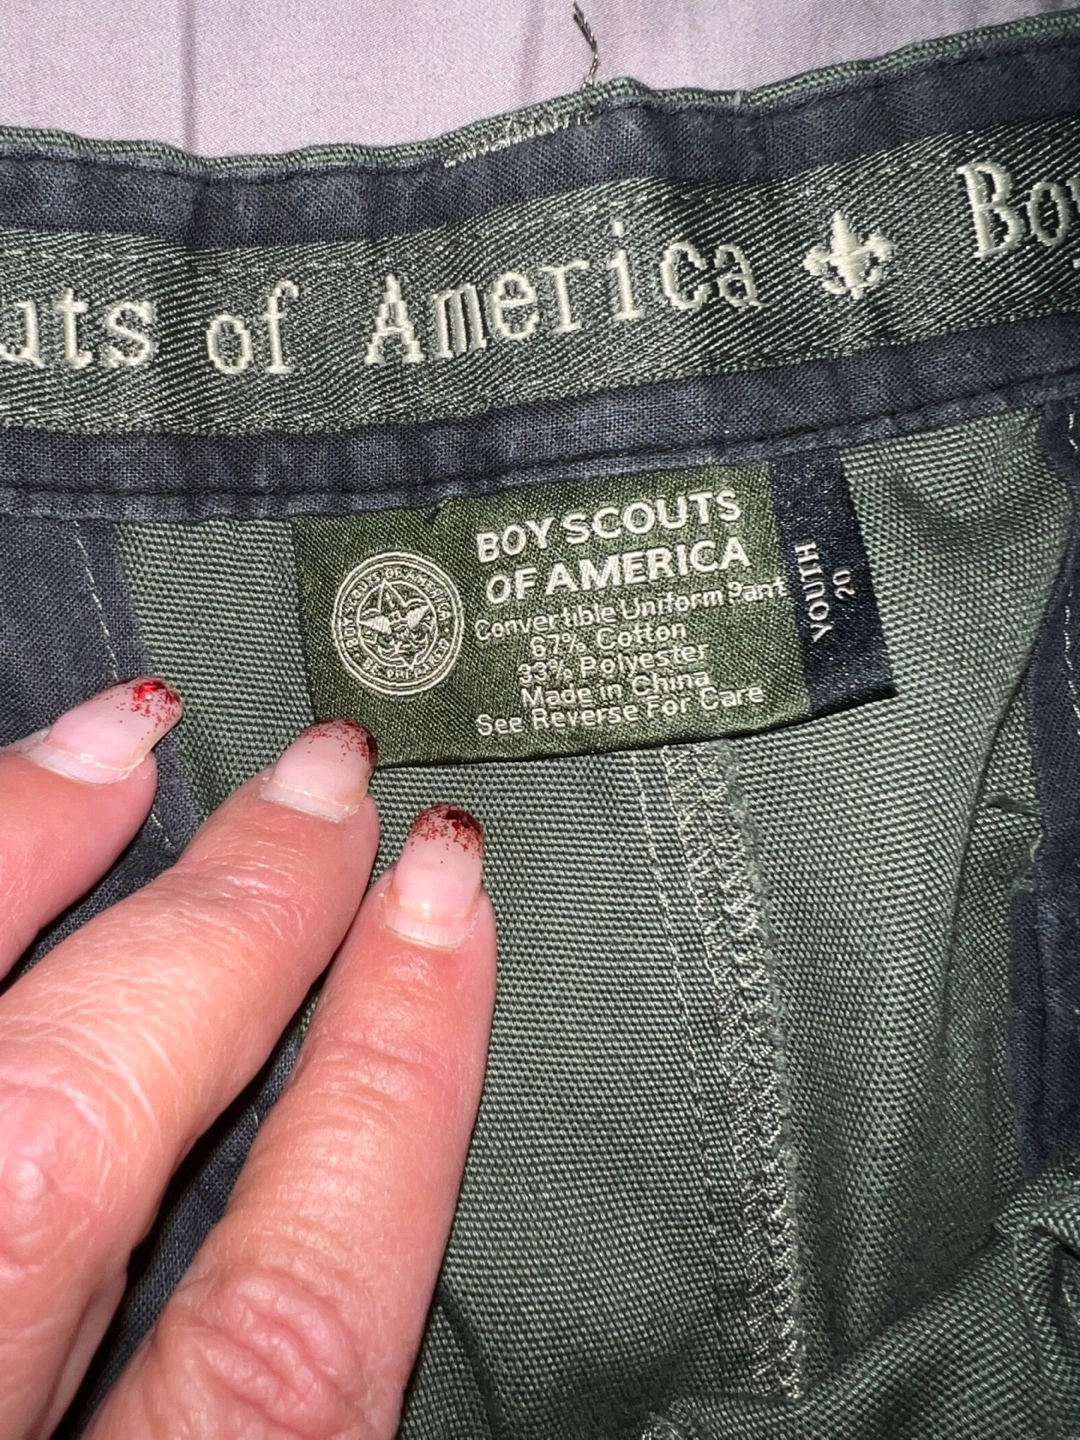 uts of America ⚜ Boy
BOY SCOUTS
OF AMERICA
Convertible Uniform Pant
67% Cotton
33% Polyester
Made in China
See Reverse For Care
YOUTH
20